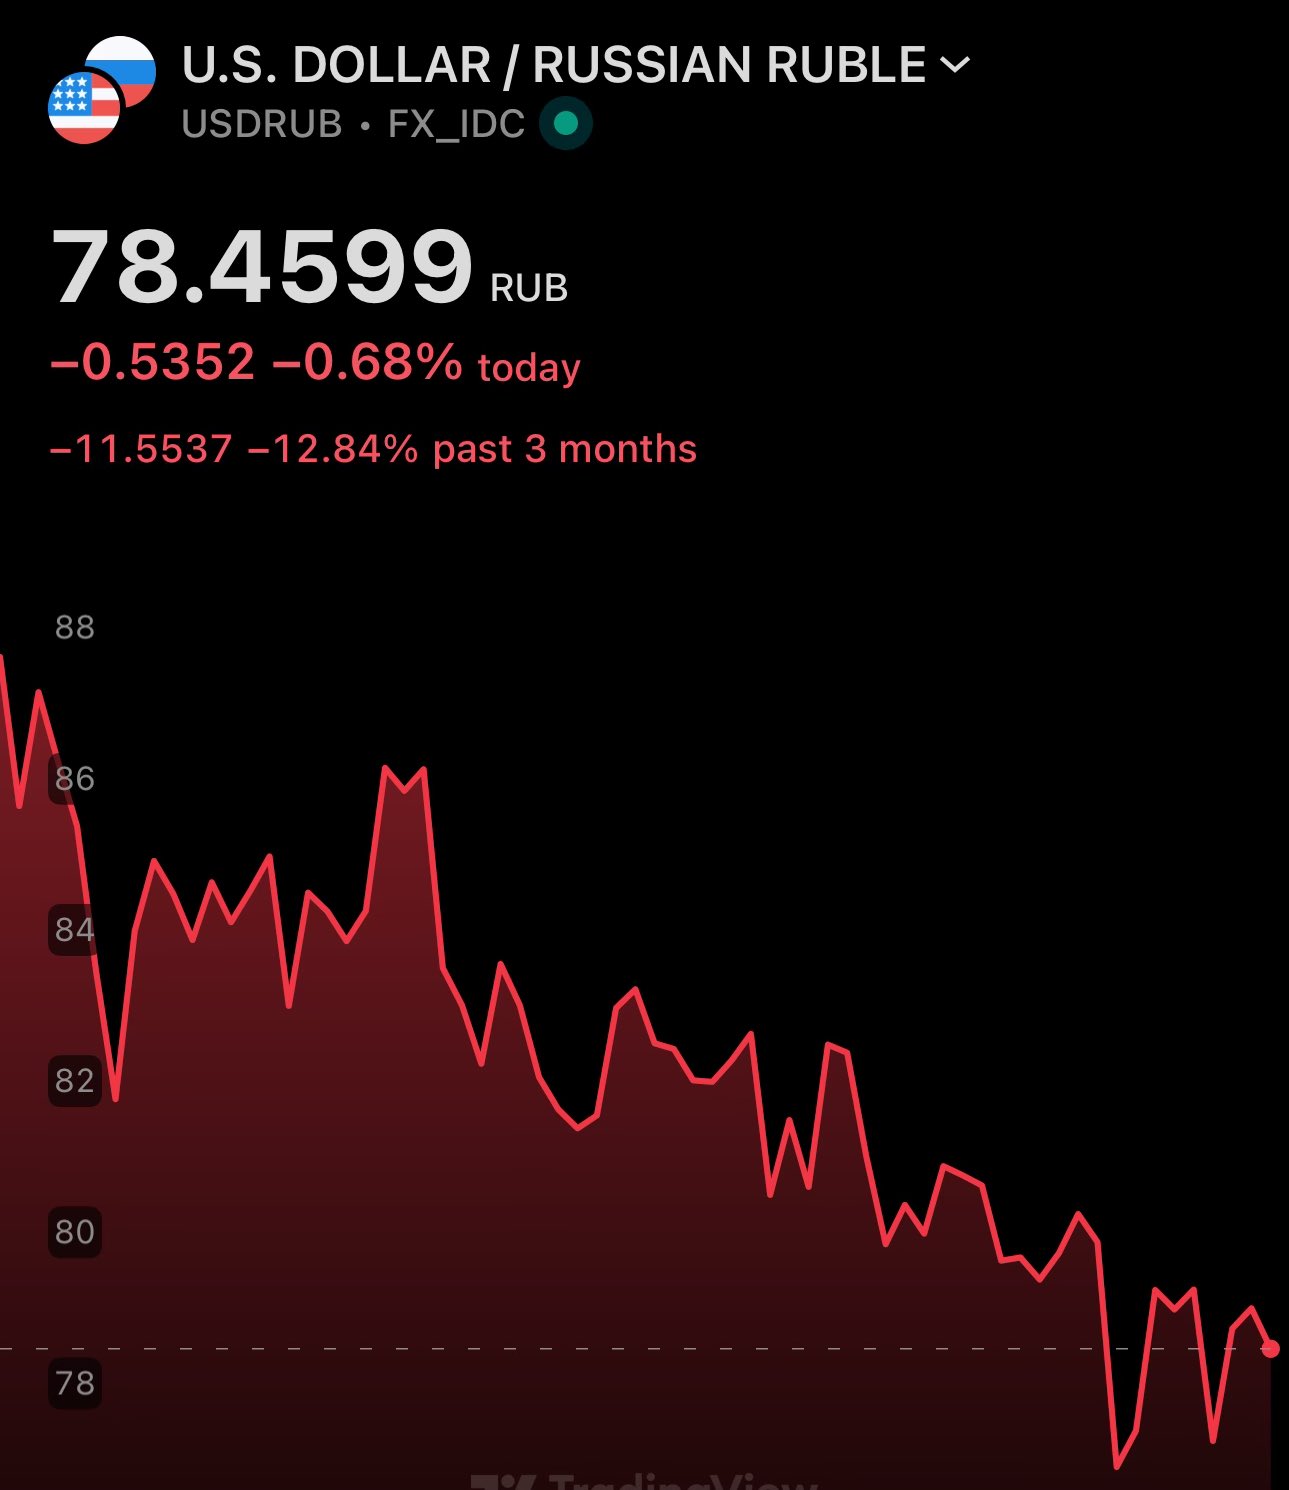 U.S. DOLLAR / RUSSIAN RUBLE
USDRUB • FX_IDC
78.4599 RUB
−0.5352 −0.68% today
−11.5537 −12.84% past 3 months
88
86
84
82
80
78
TradingView